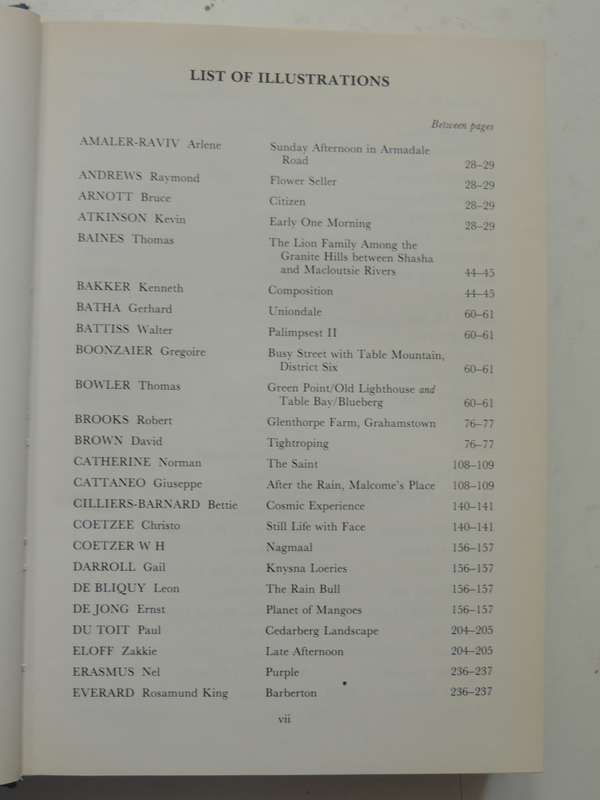 LIST OF ILLUSTRATIONS
Between pages
AMALER-RAVIV Arlene Sunday Afternoon in Armadale
Road 28–29
ANDREWS Raymond Flower Seller 28–29
ARNOTT Bruce Citizen 28–29
ATKINSON Kevin Early One Morning 28–29
BAINES Thomas The Lion Family Among the
Granite Hills between Shasha
and Macloutsie Rivers 44–45
BAKKER Kenneth Composition 44–45
BATHA Gerhard Uniondale 60–61
BATTISS Walter Palimpsest II 60–61
BOONZAIER Gregoire Busy Street with Table Mountain,
District Six 60–61
BOWLER Thomas Green Point/Old Lighthouse and
Table Bay/Blueberg 60–61
BROOKS Robert Glenthorpe Farm, Grahamstown 76–77
BROWN David Tightroping 76–77
CATHERINE Norman The Saint 108–109
CATTANEO Giuseppe After the Rain, Malcome's Place 108–109
CILLIERS-BARNARD Bettie Cosmic Experience 140–141
COETZEE Christo Still Life with Face 140–141
COETZER W H Nagmaal 156–157
DARROLL Gail Knysna Loeries 156–157
DE BLIQUY Leon The Rain Bull 156–157
DE JONG Ernst Planet of Mangoes 156–157
DU TOIT Paul Cedarberg Landscape 204–205
ELOFF Zakkie Late Afternoon 204–205
ERASMUS Nel Purple 236–237
EVERARD Rosamund King Barberton 236–237
vii